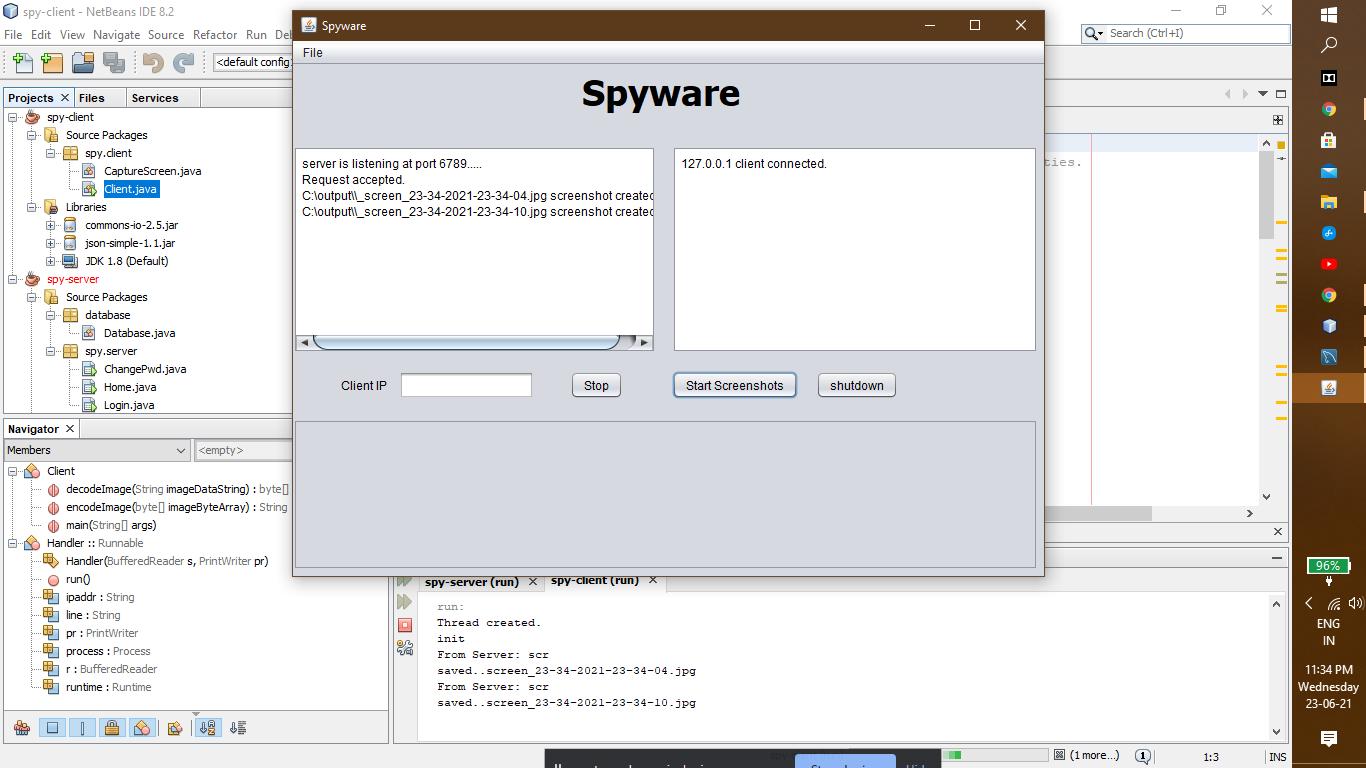 spy-client - NetBeans IDE 8.2
File Edit View Navigate Source Refactor Run
Search (Ctrl+I)
<default config
Projects Files Services
spy-client
Source Packages
spy.client
CaptureScreen.java
Client.java
Libraries
commons-io-2.5.jar
json-simple-1.1.jar
JDK 1.8 (Default)
spy-server
Source Packages
database
Database.java
spy.server
ChangePwd.java
Home.java
Login.java
Navigator
Members
<empty>
Client
decodeImage(String imageDataString) : byte[]
encodeImage(byte[] imageByteArray) : String
main(String[] args)
Handler :: Runnable
Handler(BufferedReader s, PrintWriter pr)
run()
ipaddr : String
line : String
pr : PrintWriter
process : Process
r : BufferedReader
runtime : Runtime
Spyware
File
Spyware
server is listening at port 6789.....
Request accepted.
C:\output\\_screen_23-34-2021-23-34-04.jpg screenshot created
C:\output\\_screen_23-34-2021-23-34-10.jpg screenshot created
127.0.0.1 client connected.
Client IP
Stop
Start Screenshots
shutdown
ties.
spy-server (run) spy-client (run)
run:
Thread created.
init
From Server: scr
saved..screen_23-34-2021-23-34-04.jpg
From Server: scr
saved..screen_23-34-2021-23-34-10.jpg
(1 more...)
1
1:3
INS
96%
ENG
IN
11:34 PM
Wednesday
23-06-21